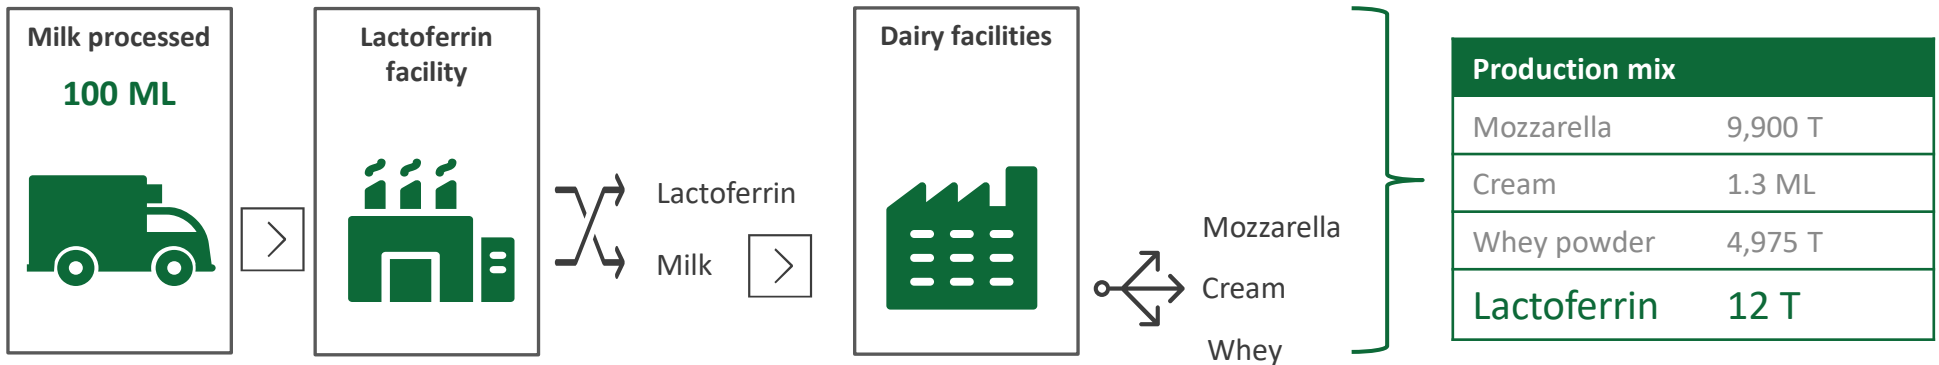 Milk processed
100 ML
Lactoferrin
facility
Lactoferrin
Milk
Dairy facilities
Mozzarella
Cream
Whey
Production mix
Mozzarella 9,900 T
Cream 1.3 ML
Whey powder 4,975 T
Lactoferrin 12 T